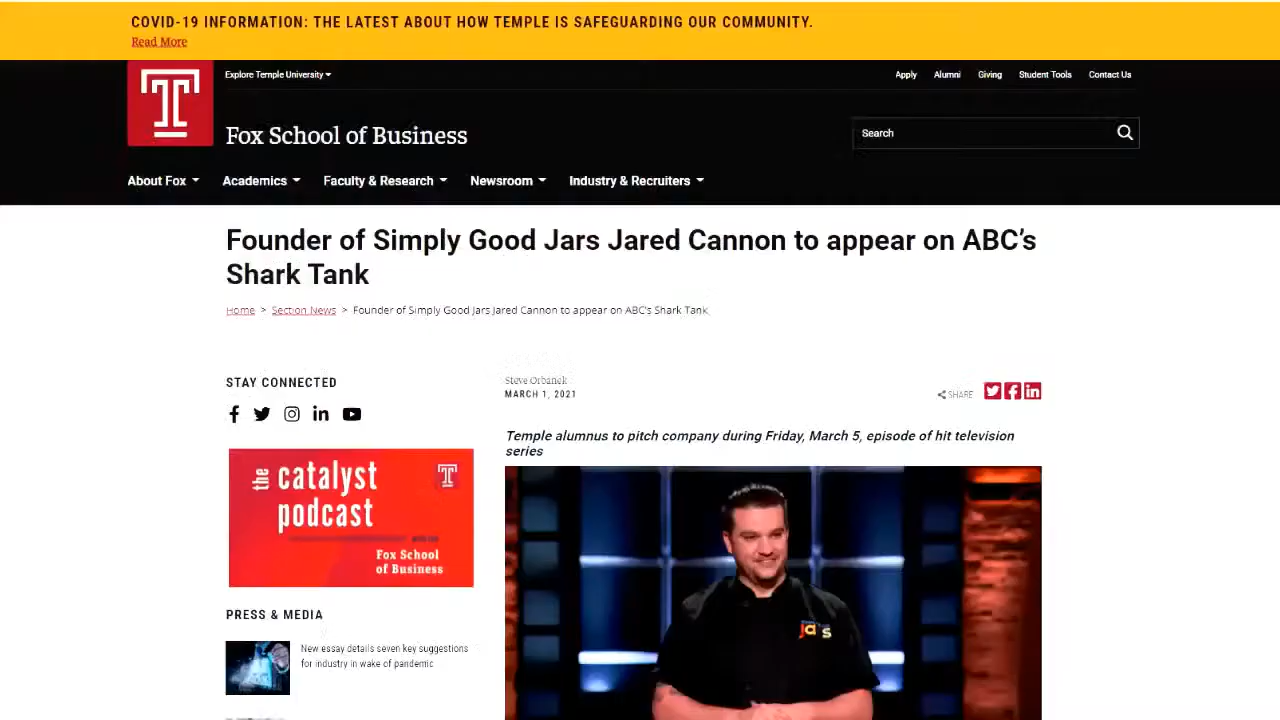 COVID-19 INFORMATION: THE LATEST ABOUT HOW TEMPLE IS SAFEGUARDING OUR COMMUNITY.
Read More
Explore Temple University
Apply Alumni Giving Student Tools Contact Us
T
Fox School of Business
Search
About Fox Academics Faculty & Research Newsroom Industry & Recruiters
Founder of Simply Good Jars Jared Cannon to appear on ABC's
Shark Tank
Home > Section News > Founder of Simply Good Jars Jared Cannon to appear on ABC's Shark Tank
STAY CONNECTED
Steve Orbanek
MARCH 1, 2021
SHARE
Temple alumnus to pitch company during Friday, March 5, episode of hit television
series
the catalyst
podcast
T
Fox School
of Business
PRESS & MEDIA
New essay details seven key suggestions
for industry in wake of pandemic